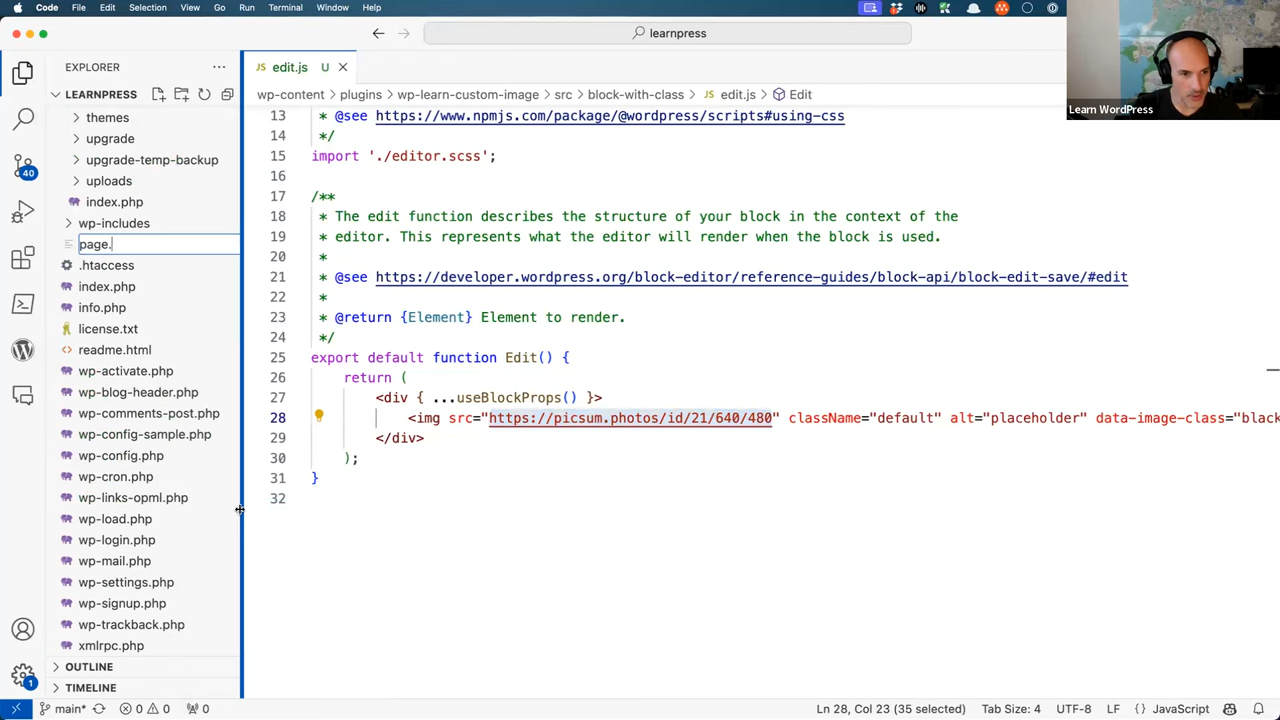 Code File Edit Selection View Go Run Terminal Window Help
learnpress
EXPLORER
JS edit.js U
LEARNPRESS
wp-content > plugins > wp-learn-custom-image > src > block-with-class > JS edit.js > Edit
themes
upgrade
upgrade-temp-backup
uploads
index.php
wp-includes
page.
.htaccess
index.php
info.php
license.txt
readme.html
wp-activate.php
wp-blog-header.php
wp-comments-post.php
wp-config-sample.php
wp-config.php
wp-cron.php
wp-links-opml.php
wp-load.php
wp-login.php
wp-mail.php
wp-settings.php
wp-signup.php
wp-trackback.php
xmlrpc.php
OUTLINE
TIMELINE
40
1
13 * @see https://www.npmjs.com/package/@wordpress/scripts#using-css
14 */
15 import './editor.scss';
16
17 /**
18 * The edit function describes the structure of your block in the context of the
19 * editor. This represents what the editor will render when the block is used.
20 *
21 * @see https://developer.wordpress.org/block-editor/reference-guides/block-api/block-edit-save/#edit
22 *
23 * @return {Element} Element to render.
24 */
25 export default function Edit() {
26 return (
27 <div { ...useBlockProps() }>
28 <img src="https://picsum.photos/id/21/640/480" className="default" alt="placeholder" data-image-class="black
29 </div>
30 );
31 }
32
Learn WordPress
main* 0 0 0 Ln 28, Col 23 (35 selected) Tab Size: 4 UTF-8 LF {} JavaScript